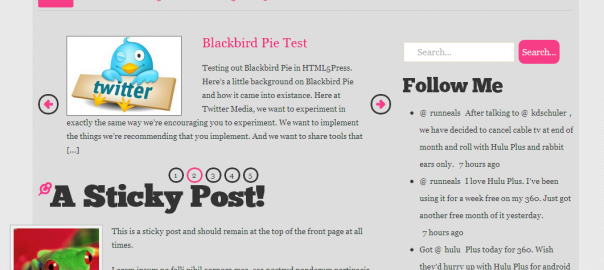 Blackbird Pie Test
twitter
Testing out Blackbird Pie in HTML5Press.
Here's a little background on Blackbird Pie
and how it came into existance. Here at
Twitter Media, we want to experiment in
exactly the same way we're encouraging you to experiment. We want to implement
the things we're recommending that you implement. And we want to share tools that
[...]
1 2 3 4 5
A Sticky Post!
This is a sticky post and should remain at the top of the front page at all
times.
Search... Search
Follow Me
@ runneals After talking to @ kdschuler ,
we have decided to cancel cable tv at end of
month and roll with Hulu Plus and rabbit
ears only. 7 hours ago
@ runneals I love Hulu Plus. I've been
using it for a week free on my 360. Just got
another free month of it yesterday.
7 hours ago
Got @ hulu Plus today for 360. Wish
they'd hurry up with Hulu Plus for android